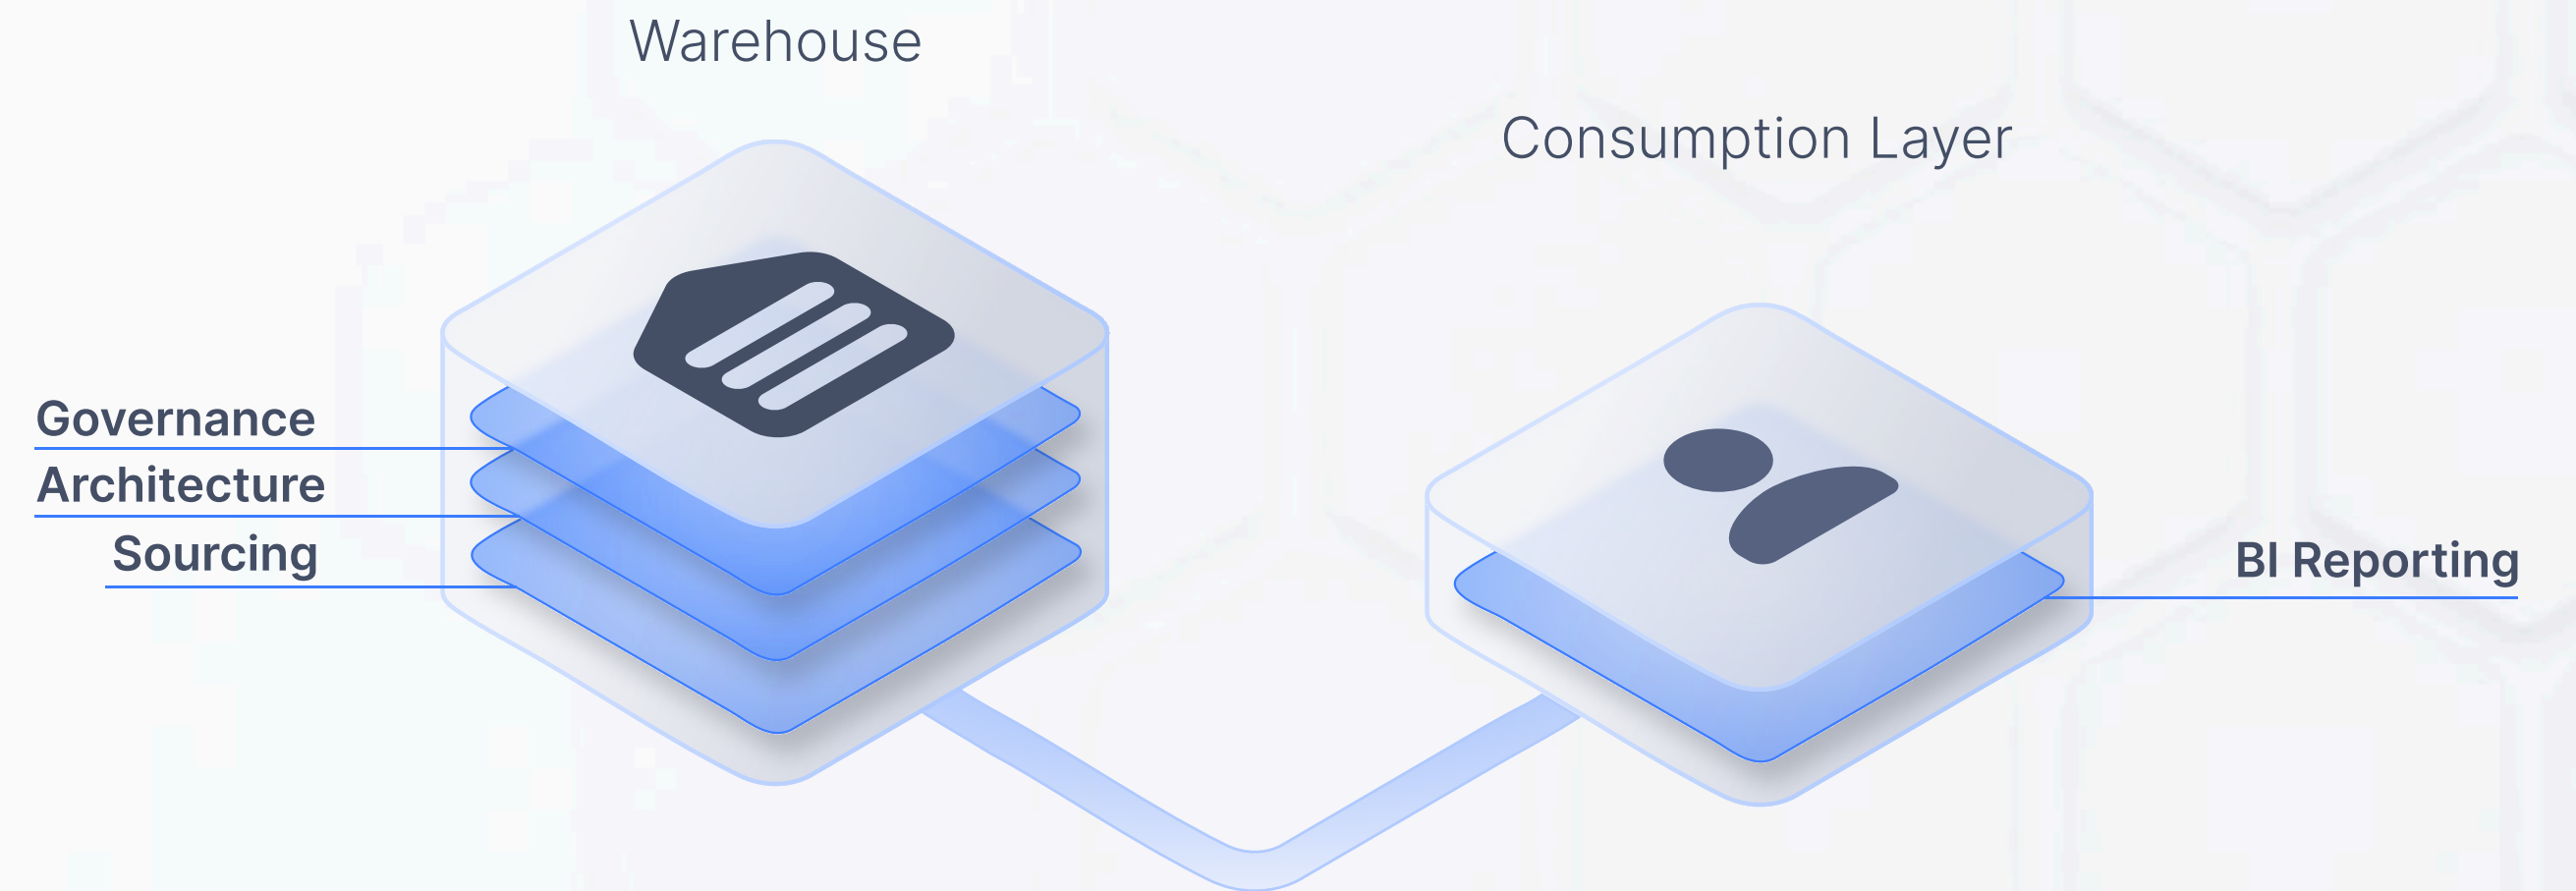 Warehouse
Consumption Layer
Governance
Architecture
Sourcing
BI Reporting